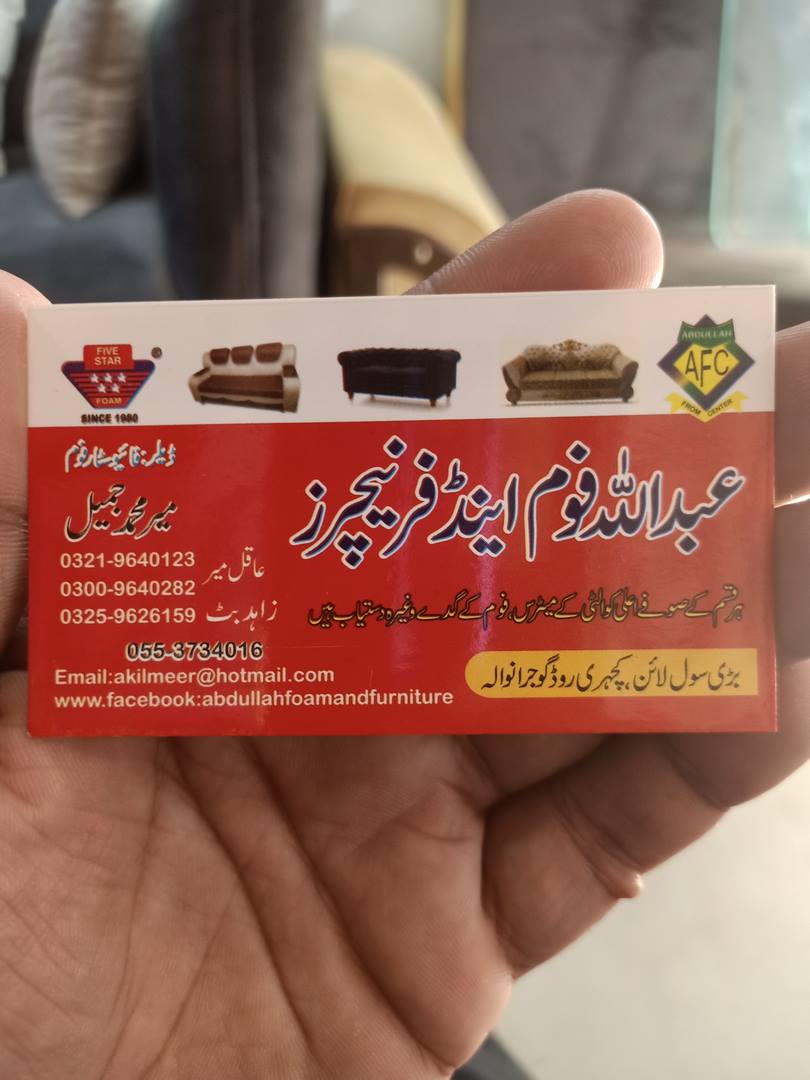 FIVE
STAR
FOAM
®
SINCE 1980
ABDULLAH
AFC
FROM CENTER
ڈیلر: فائیو سٹار فوم
میر محمد جمیل
عبداللہ فوم اینڈ فرنیچرز
0321-9640123
عاقل میر
0300-9640282
0325-9626159 زاہد بٹ
ہر قسم کے صوفے اعلیٰ کوالٹی کے میٹرس، فوم کے گدے وغیرہ دستیاب ہیں
055-3734016
Email:akilmeer@hotmail.com
www.facebook:abdullahfoamandfurniture
بڑی سول لائن، کچہری روڈ گوجرانوالہ